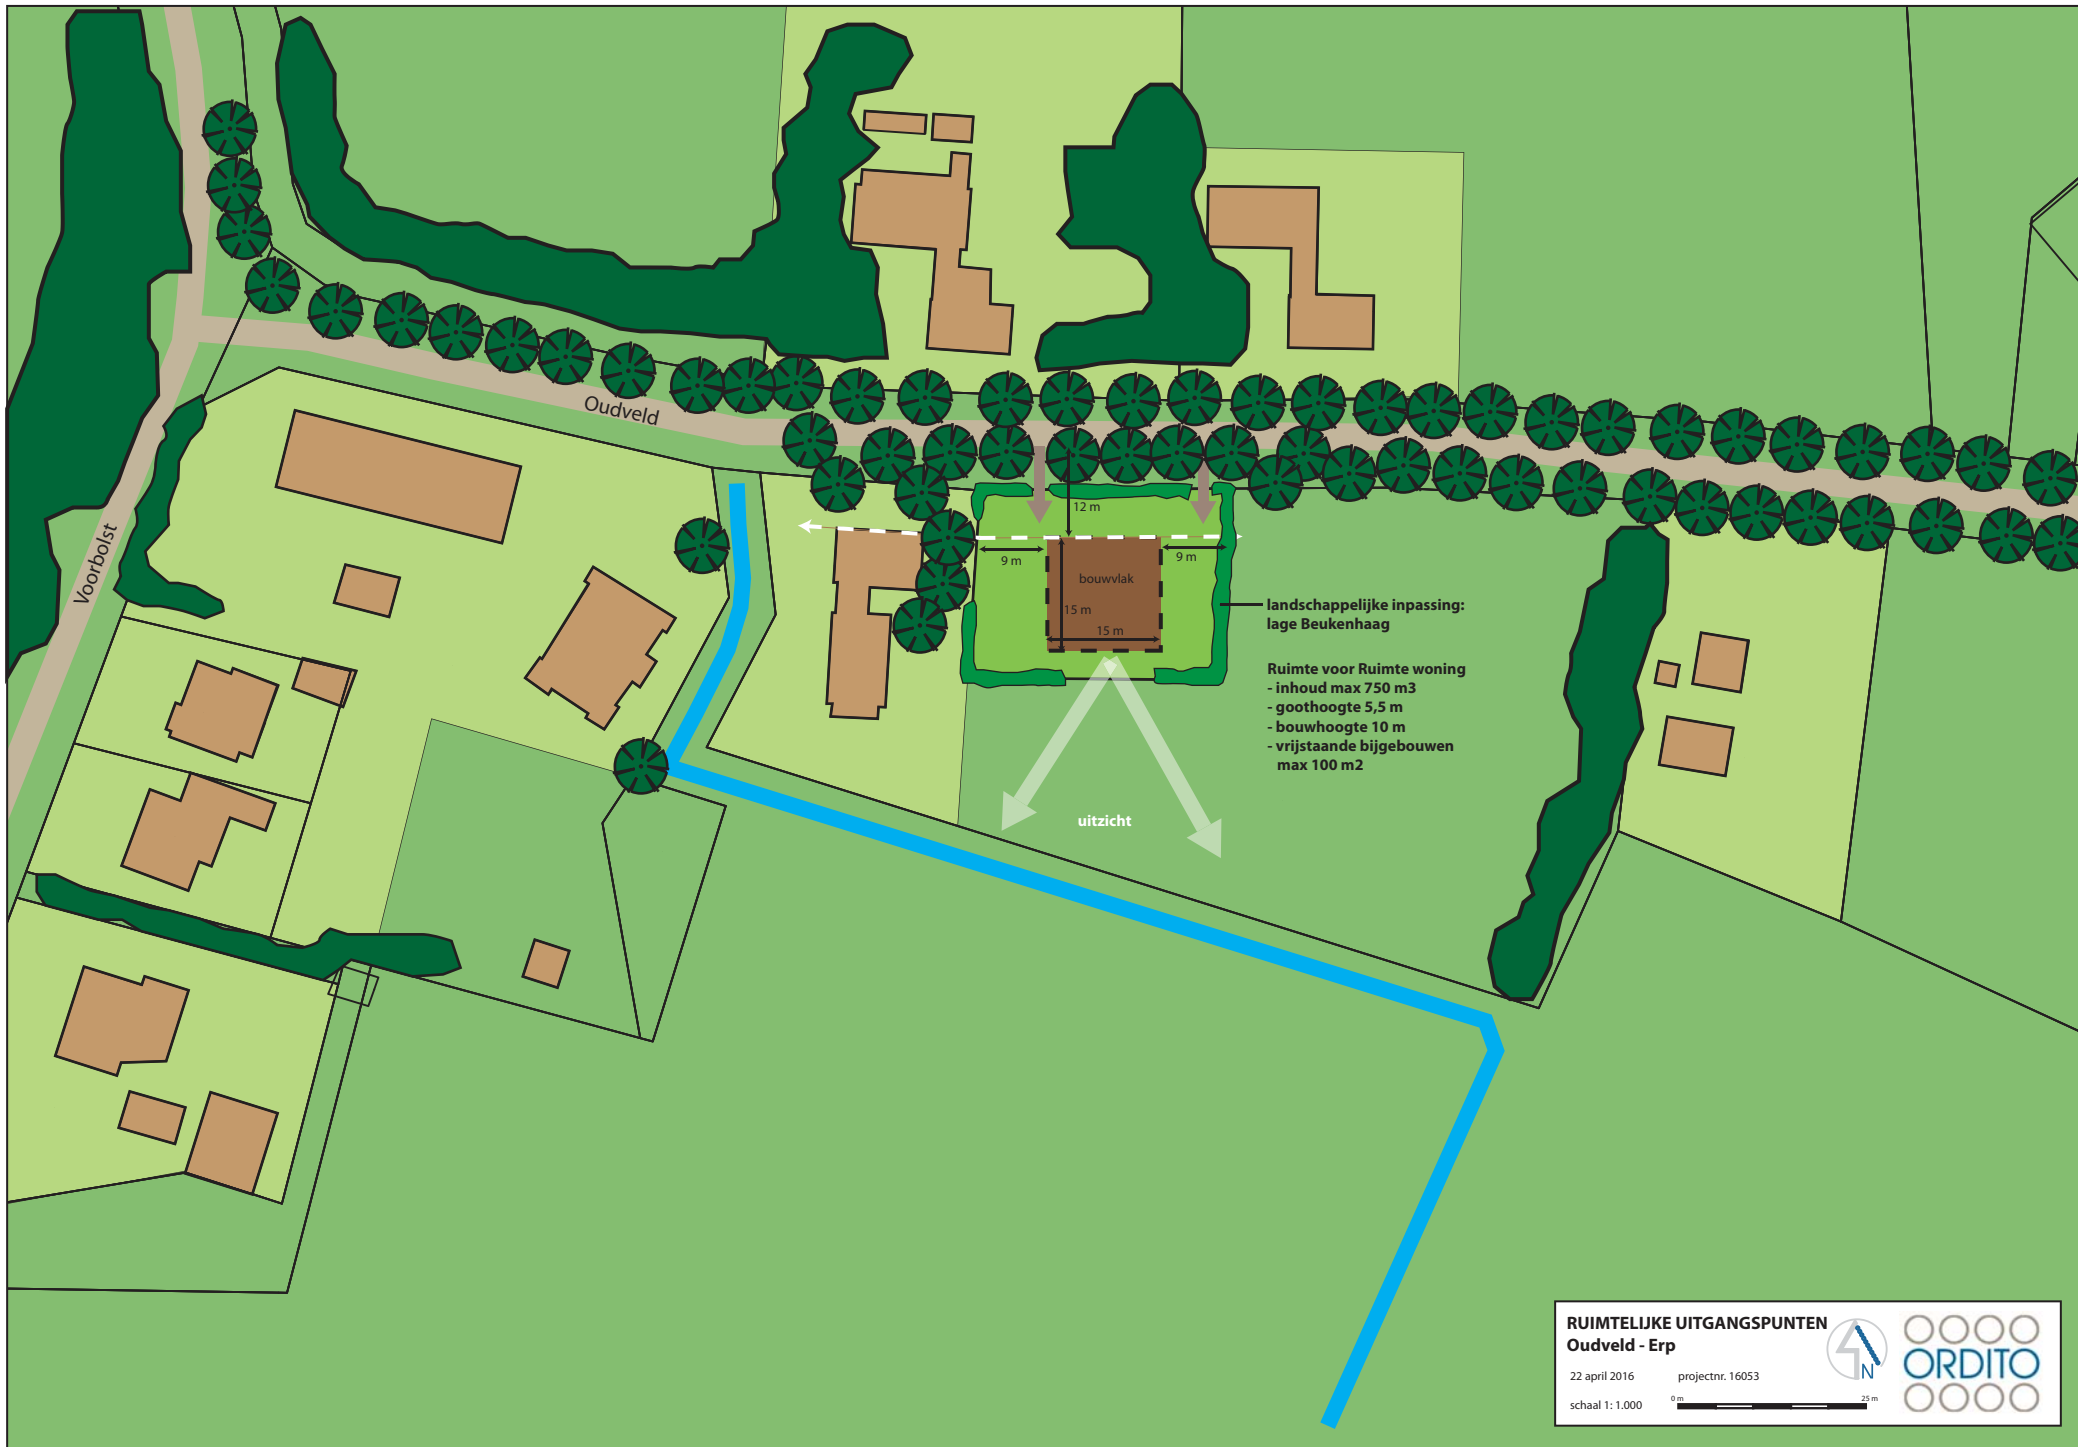 Oudveld
Voorbolst
12 m
9 m
9 m
bouwvlak
15 m
15 m
landschappelijke inpassing:
lage Beukenhaag
Ruimte voor Ruimte woning
- inhoud max 750 m3
- goothoogte 5,5 m
- bouwhoogte 10 m
- vrijstaande bijgebouwen
max 100 m2
uitzicht
RUIMTELIJKE UITGANGSPUNTEN
Oudveld - Erp
22 april 2016 projectnr. 16053
schaal 1: 1.000 0 m 25 m
N
ORDITO